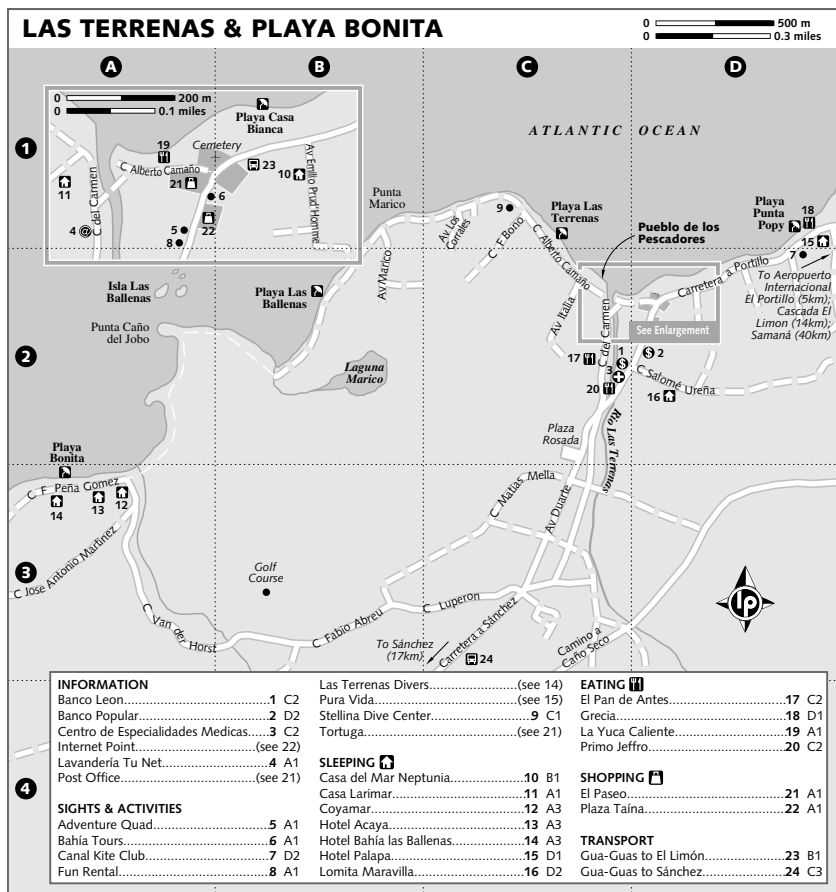 LAS TERRENAS & PLAYA BONITA
0 500 m
0 0.3 miles
A B C D
0 200 m
0 0.1 miles
Playa Casa
Bianca
19
Cemetery
C Alberto Camaño
23
21
10
Av Emilio Prud'Homme
11
C del Carmen
6
22
4
5
8
1
ATLANTIC OCEAN
Punta
Marico
9
Playa Las
Terrenas
Pueblo de los
Pescadores
Playa
Punta
Popy
18
15
7
Av Los
Corrales
C F Bono
C Alberto Camaño
Carretera a Portillo
To Aeropuerto
Internacional
El Portillo (5km);
Cascada El
Limon (14km);
Samaná (40km)
Isla Las
Ballenas
Playa Las
Ballenas
Av Marico
Av Italia
C del Carmen
See Enlargement
Punta Caño
del Jobo
2
Laguna
Marico
17
1
2
3
20
C Salomé Ureña
16
Plaza
Rosada
Río Las Terrenas
Playa
Bonita
C F Peña Gomez
14
13
12
C Matías Mella
Av Duarte
3
C Jose Antonio Martínez
Golf
Course
C Van der Horst
C Fabio Abreu
C Luperon
To Sánchez
(17km)
Carretera a Sánchez
24
Camino a
Caño Seco
lp
4
INFORMATION
Banco Leon 1 C2
Banco Popular 2 D2
Centro de Especialidades Medicas 3 C2
Internet Point (see 22)
Lavandería Tu Net 4 A1
Post Office (see 21)
SIGHTS & ACTIVITIES
Adventure Quad 5 A1
Bahía Tours 6 A1
Canal Kite Club 7 D2
Fun Rental 8 A1
Las Terrenas Divers (see 14)
Pura Vida (see 15)
Stellina Dive Center 9 C1
Tortuga (see 21)
SLEEPING
Casa del Mar Neptunia 10 B1
Casa Larimar 11 A1
Coyamar 12 A3
Hotel Acaya 13 A3
Hotel Bahía las Ballenas 14 A3
Hotel Palapa 15 D1
Lomita Maravilla 16 D2
EATING
El Pan de Antes 17 C2
Grecia 18 D1
La Yuca Caliente 19 A1
Primo Jeffro 20 C2
SHOPPING
El Paseo 21 A1
Plaza Taína 22 A1
TRANSPORT
Gua-Guas to El Limón 23 B1
Gua-Guas to Sánchez 24 C3